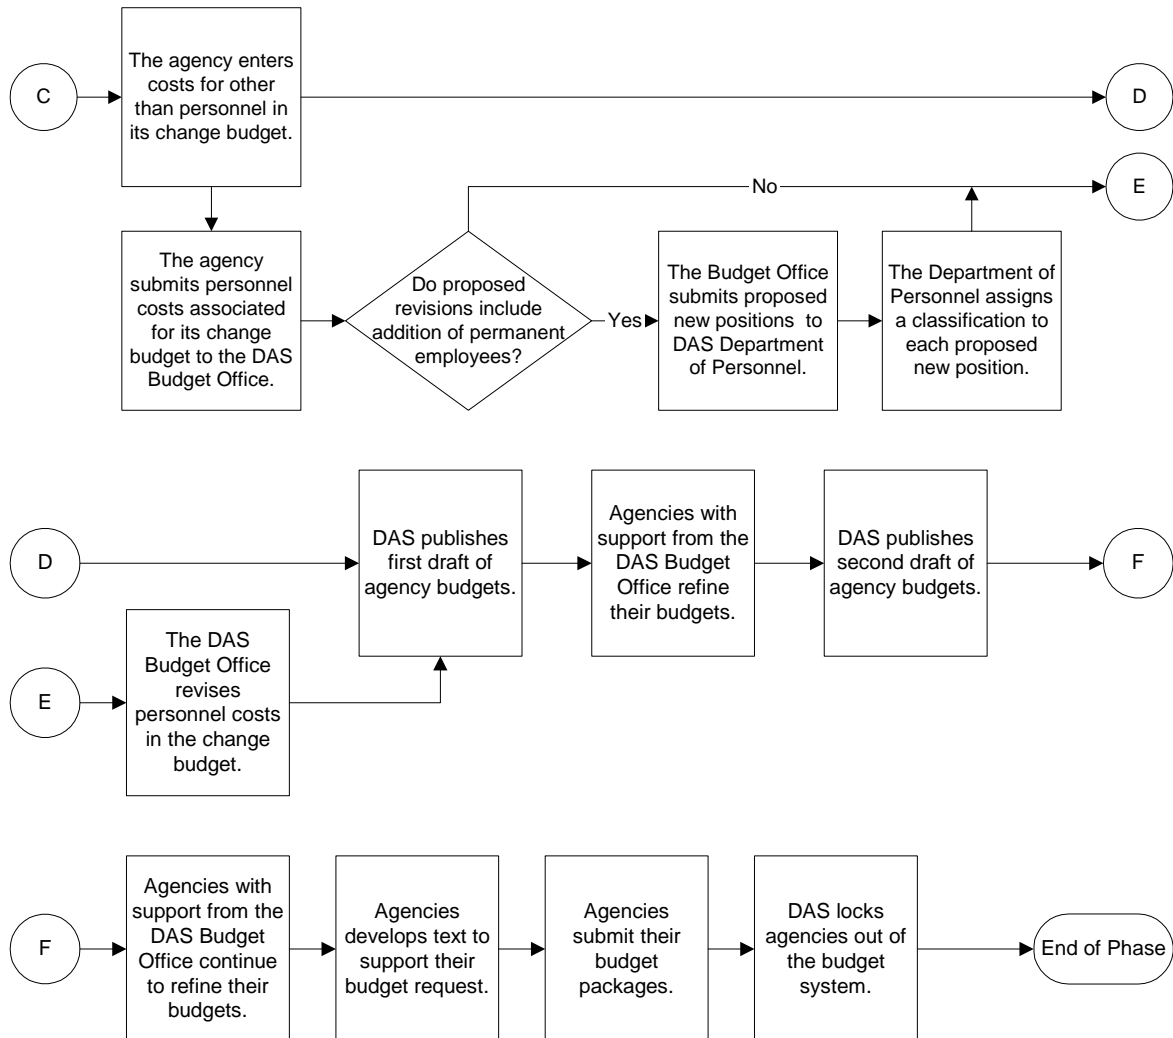 C
The agency enters
costs for other
than personnel in
its change budget.
D
No
E
The agency
submits personnel
costs associated
for its change
budget to the DAS
Budget Office.
Do proposed
revisions include
addition of permanent
employees?
Yes
The Budget Office
submits proposed
new positions to
DAS Department
of Personnel.
The Department of
Personnel assigns
a classification to
each proposed
new position.
D
DAS publishes
first draft of
agency budgets.
Agencies with
support from the
DAS Budget
Office refine
their budgets.
DAS publishes
second draft of
agency budgets.
F
E
The DAS
Budget Office
revises
personnel costs
in the change
budget.
F
Agencies with
support from the
DAS Budget
Office continue
to refine their
budgets.
Agencies
develops text to
support their
budget request.
Agencies
submit their
budget
packages.
DAS locks
agencies out of
the budget
system.
End of Phase